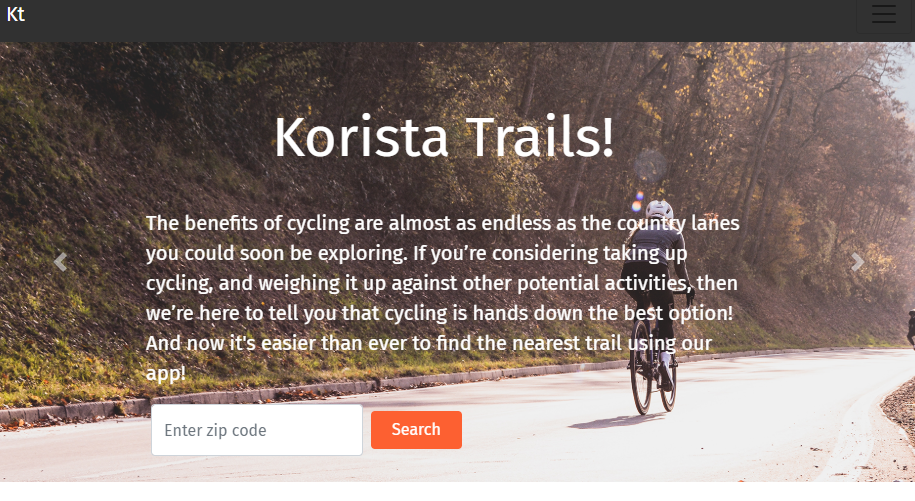 Kt
Korista Trails!
The benefits of cycling are almost as endless as the country lanes
you could soon be exploring. If you’re considering taking up
cycling, and weighing it up against other potential activities, then
we’re here to tell you that cycling is hands down the best option!
And now it's easier than ever to find the nearest trail using our
app!
Enter zip code
Search